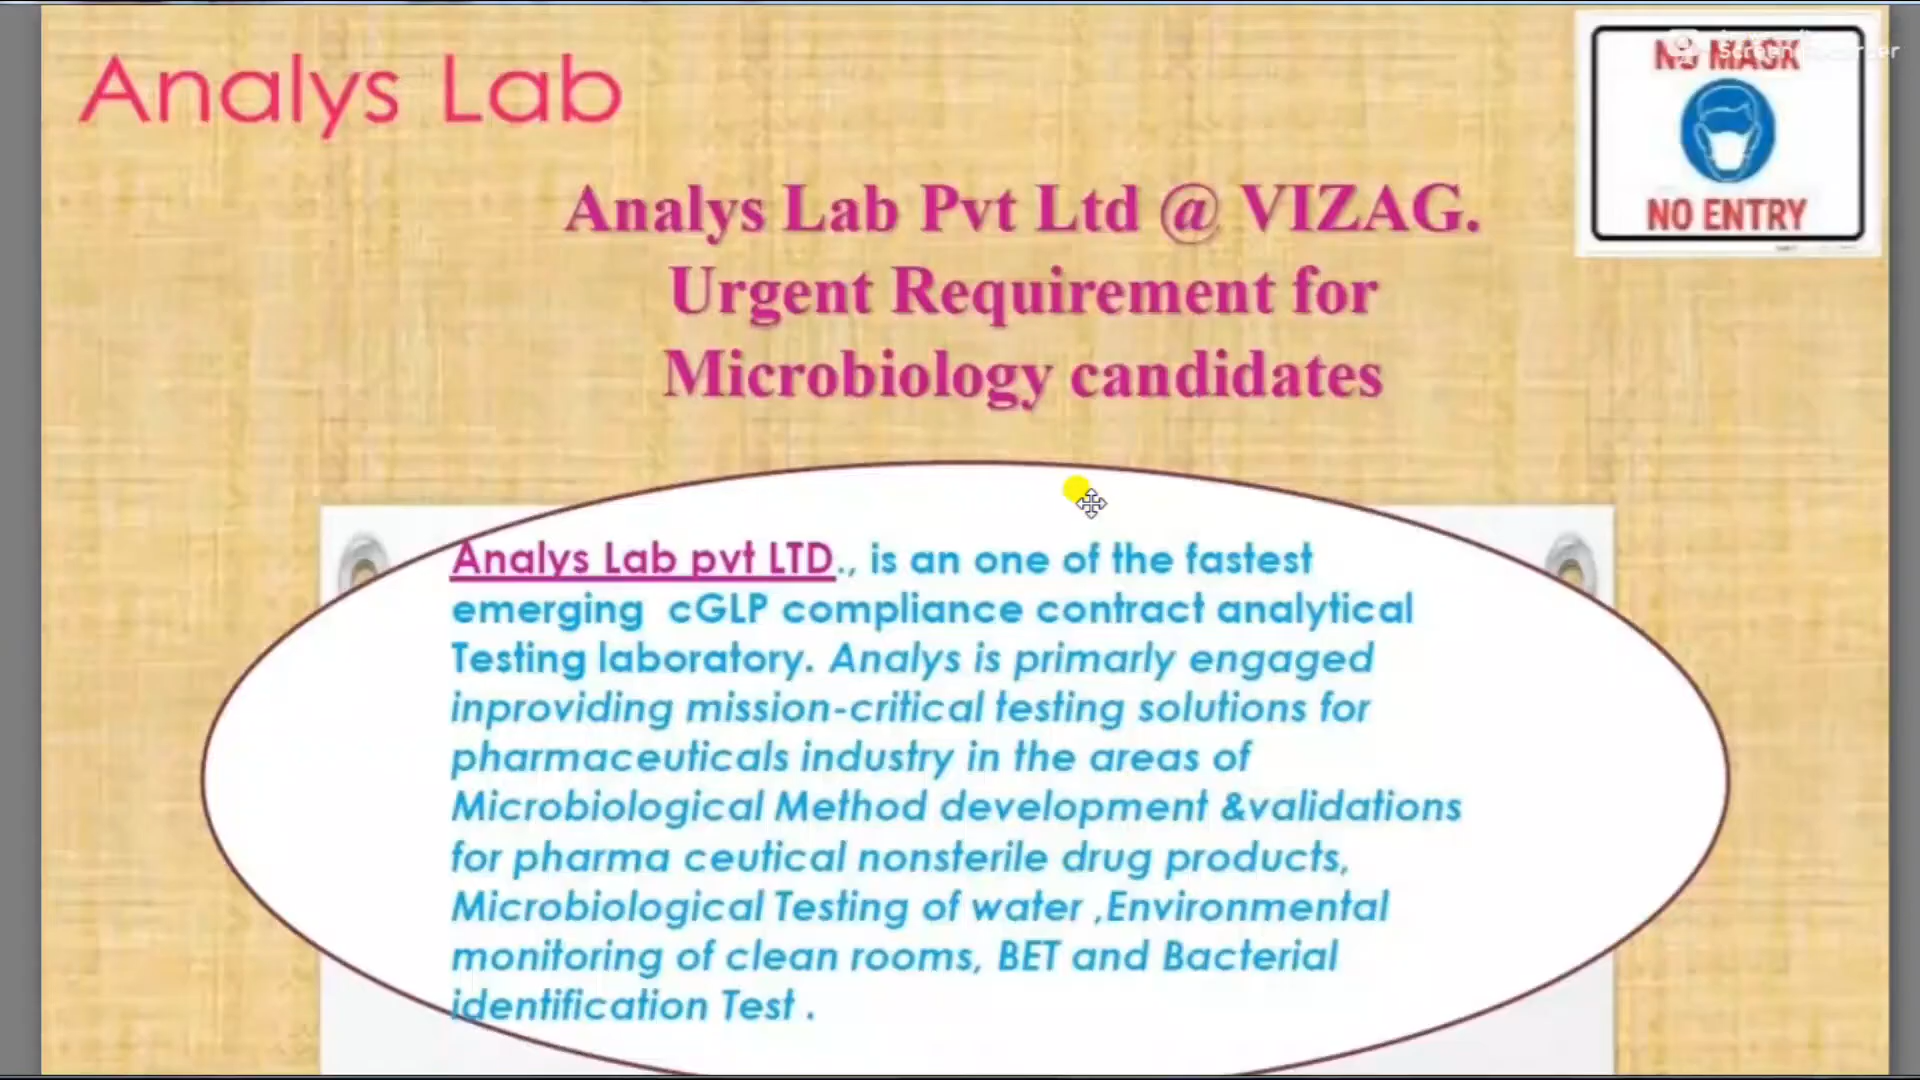 Analys Lab
NO MASK
NO ENTRY
Analys Lab Pvt Ltd @ VIZAG.
Urgent Requirement for
Microbiology candidates
Analys Lab pvt LTD., is an one of the fastest
emerging cGLP compliance contract analytical
Testing laboratory. Analys is primarly engaged
inproviding mission-critical testing solutions for
pharmaceuticals industry in the areas of
Microbiological Method development &validations
for pharma ceutical nonsterile drug products,
Microbiological Testing of water ,Environmental
monitoring of clean rooms, BET and Bacterial
identification Test .